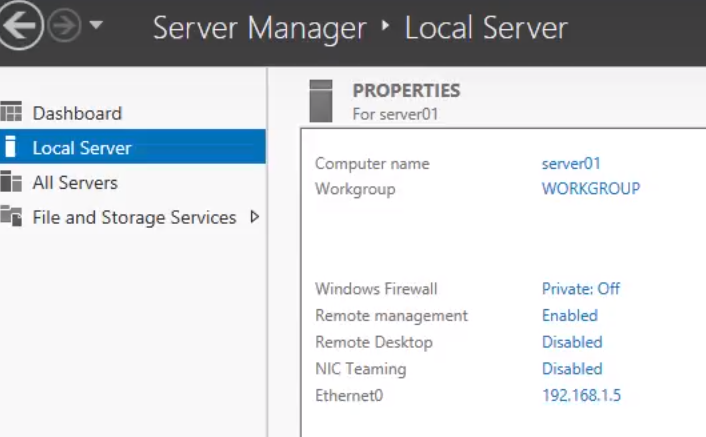 Server Manager ‣ Local Server
Dashboard
Local Server
All Servers
File and Storage Services
PROPERTIES
For server01
Computer name server01
Workgroup WORKGROUP
Windows Firewall Private: Off
Remote management Enabled
Remote Desktop Disabled
NIC Teaming Disabled
Ethernet0 192.168.1.5